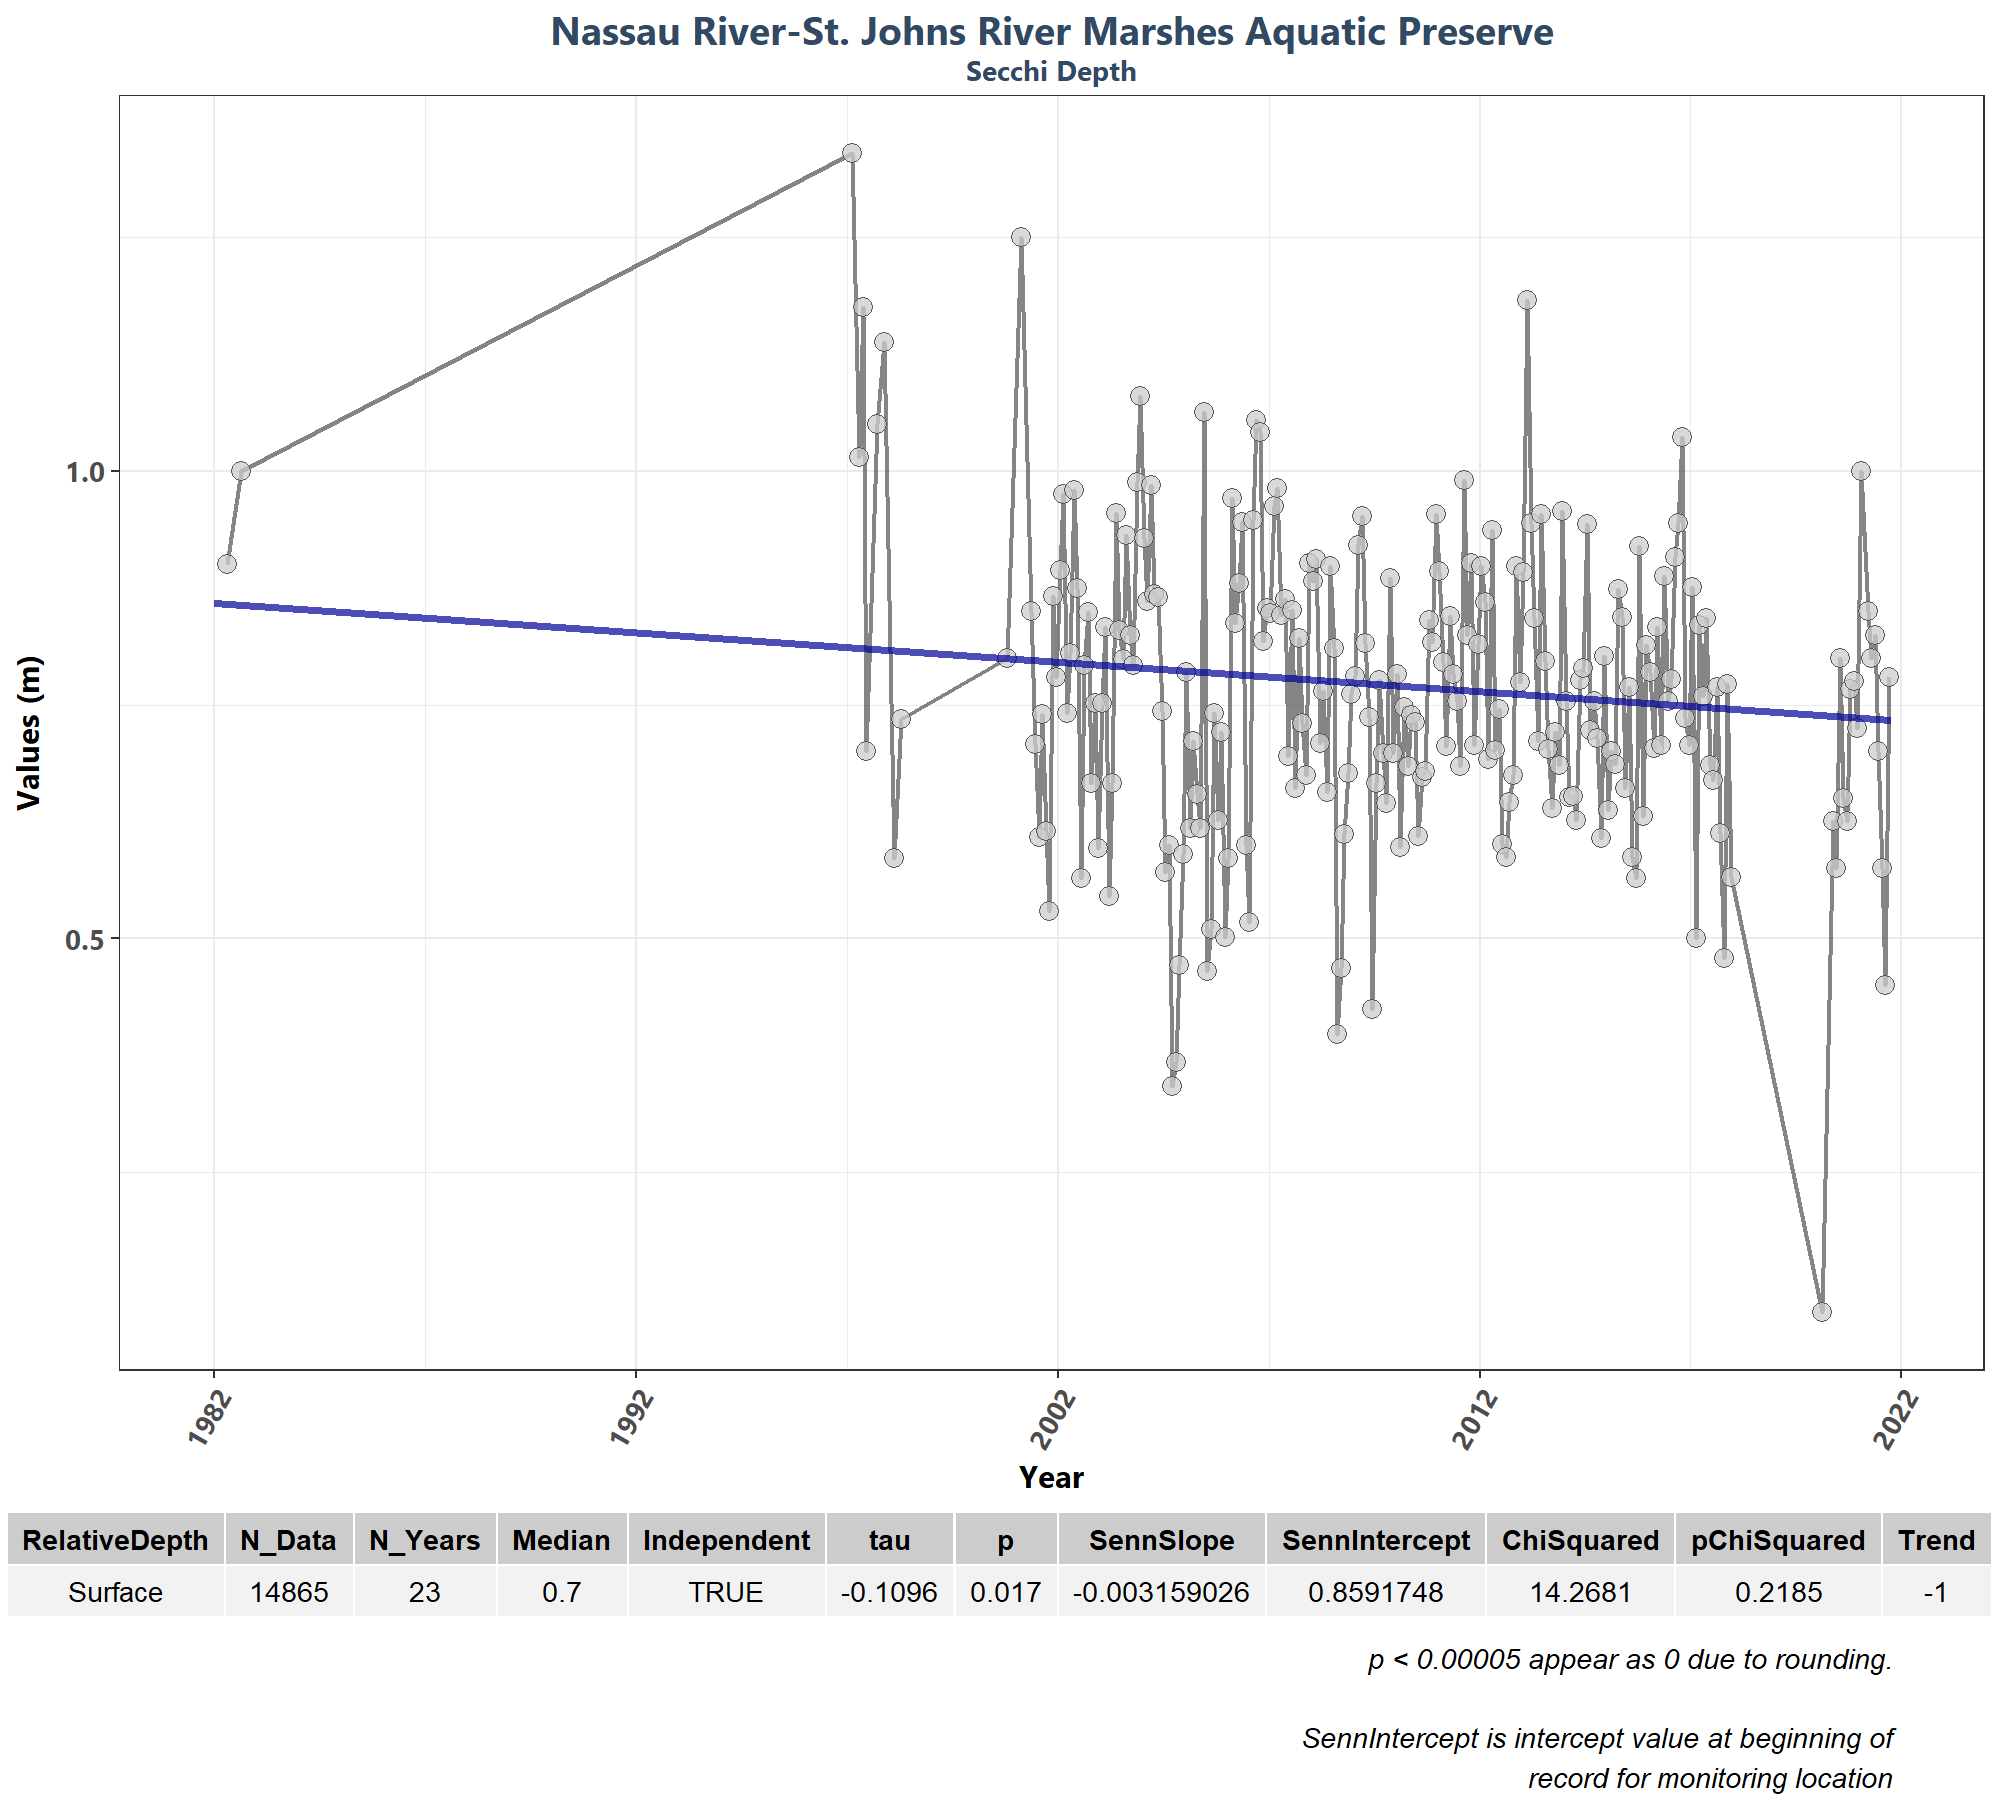 Nassau River-St. Johns River Marshes Aquatic Preserve
Secchi Depth
Values (m)
1.0
0.5
1982
1992
2002
2012
2022
Year
RelativeDepth N_Data N_Years Median Independent tau p SennSlope SennIntercept ChiSquared pChiSquared Trend
Surface 14865 23 0.7 TRUE -0.1096 0.017 -0.003159026 0.8591748 14.2681 0.2185 -1
p < 0.00005 appear as 0 due to rounding.
SennIntercept is intercept value at beginning of
record for monitoring location